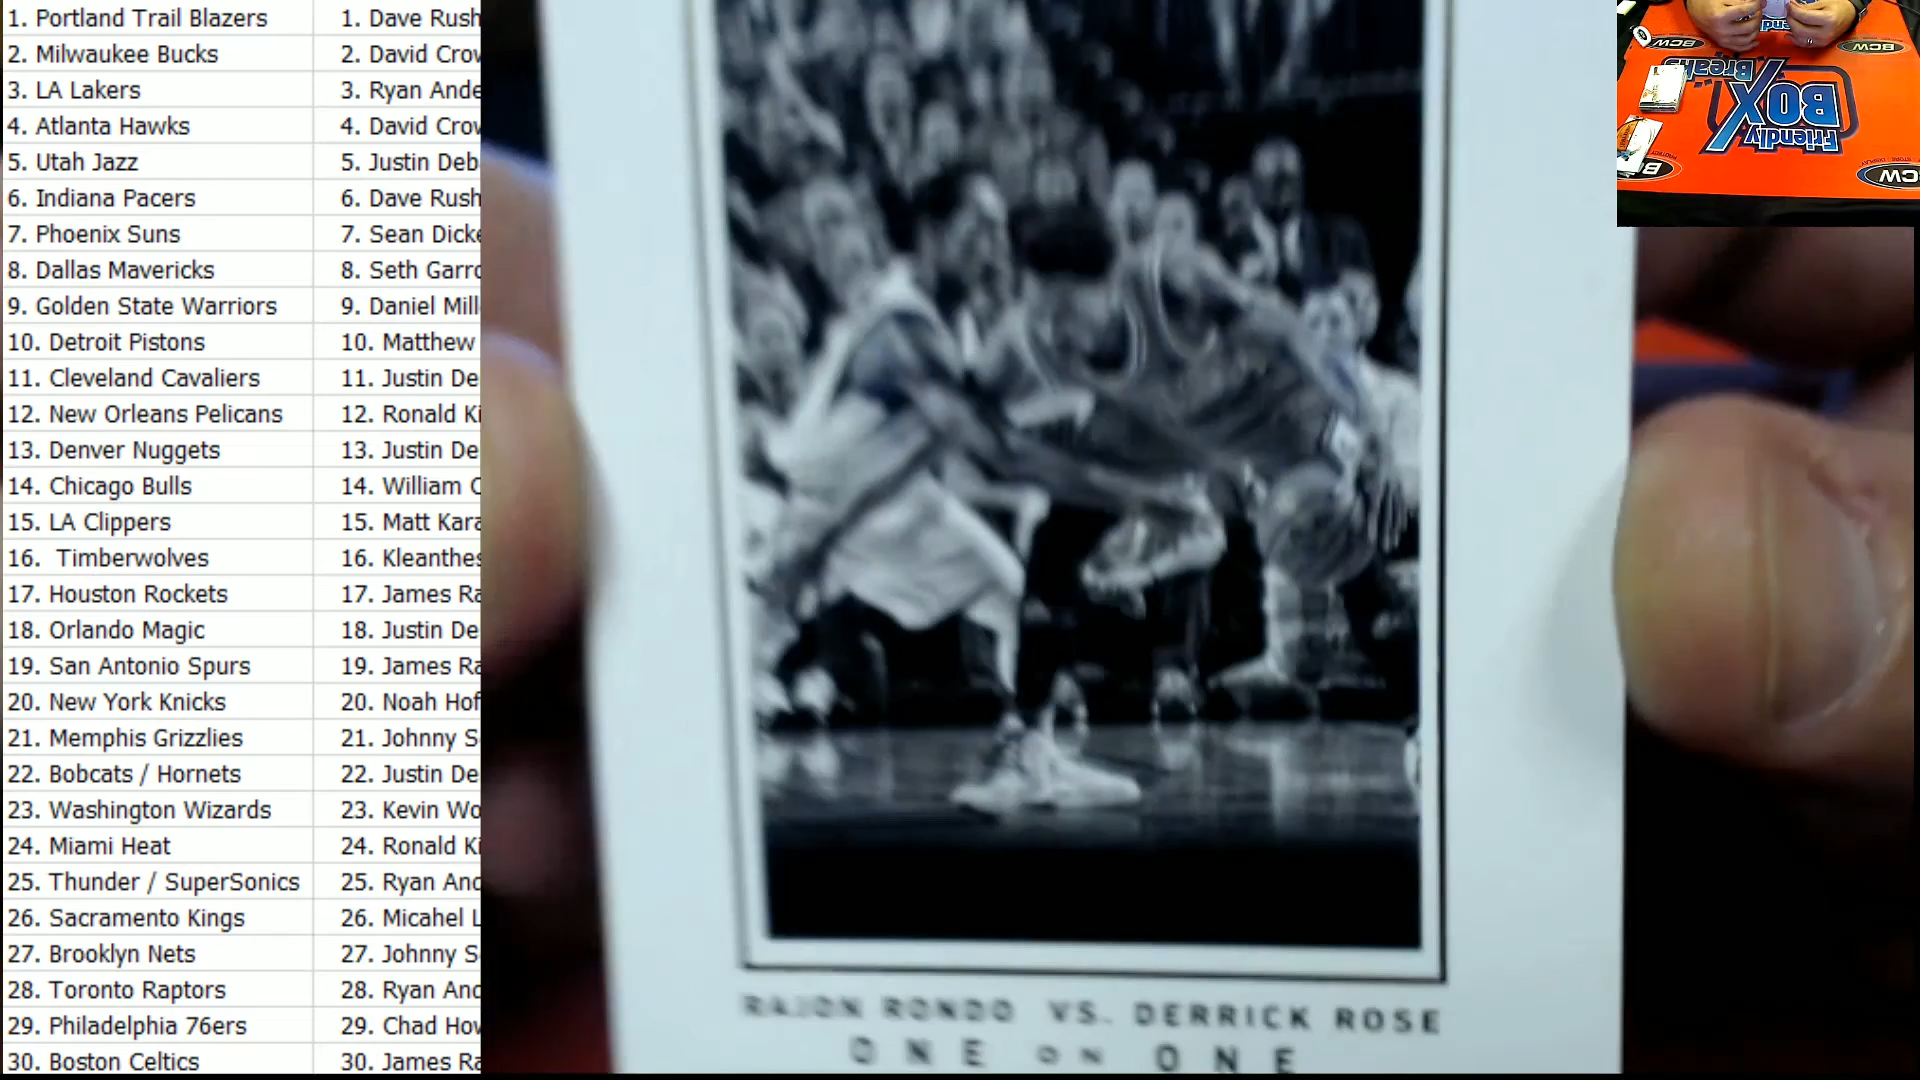 1. Portland Trail Blazers
2. Milwaukee Bucks
3. LA Lakers
4. Atlanta Hawks
5. Utah Jazz
6. Indiana Pacers
7. Phoenix Suns
8. Dallas Mavericks
9. Golden State Warriors
10. Detroit Pistons
11. Cleveland Cavaliers
12. New Orleans Pelicans
13. Denver Nuggets
14. Chicago Bulls
15. LA Clippers
16. Timberwolves
17. Houston Rockets
18. Orlando Magic
19. San Antonio Spurs
20. New York Knicks
21. Memphis Grizzlies
22. Bobcats / Hornets
23. Washington Wizards
24. Miami Heat
25. Thunder / SuperSonics
26. Sacramento Kings
27. Brooklyn Nets
28. Toronto Raptors
29. Philadelphia 76ers
30. Boston Celtics
1. Dave Rush
2. David Crow
3. Ryan Ande
4. David Crow
5. Justin Deb
6. Dave Rush
7. Sean Dicke
8. Seth Garro
9. Daniel Mill
10. Matthew
11. Justin De
12. Ronald Ki
13. Justin De
14. William C
15. Matt Kara
16. Kleanthes
17. James Ra
18. Justin De
19. James Ra
20. Noah Hof
21. Johnny S
22. Justin De
23. Kevin Wo
24. Ronald Ki
25. Ryan And
26. Micahel L
27. Johnny S
28. Ryan And
29. Chad How
30. James Ra
RAJON RONDO VS. DERRICK ROSE
ONE ON ONE
BCW
BCW
Friendly
BOX
Breaks
BCW